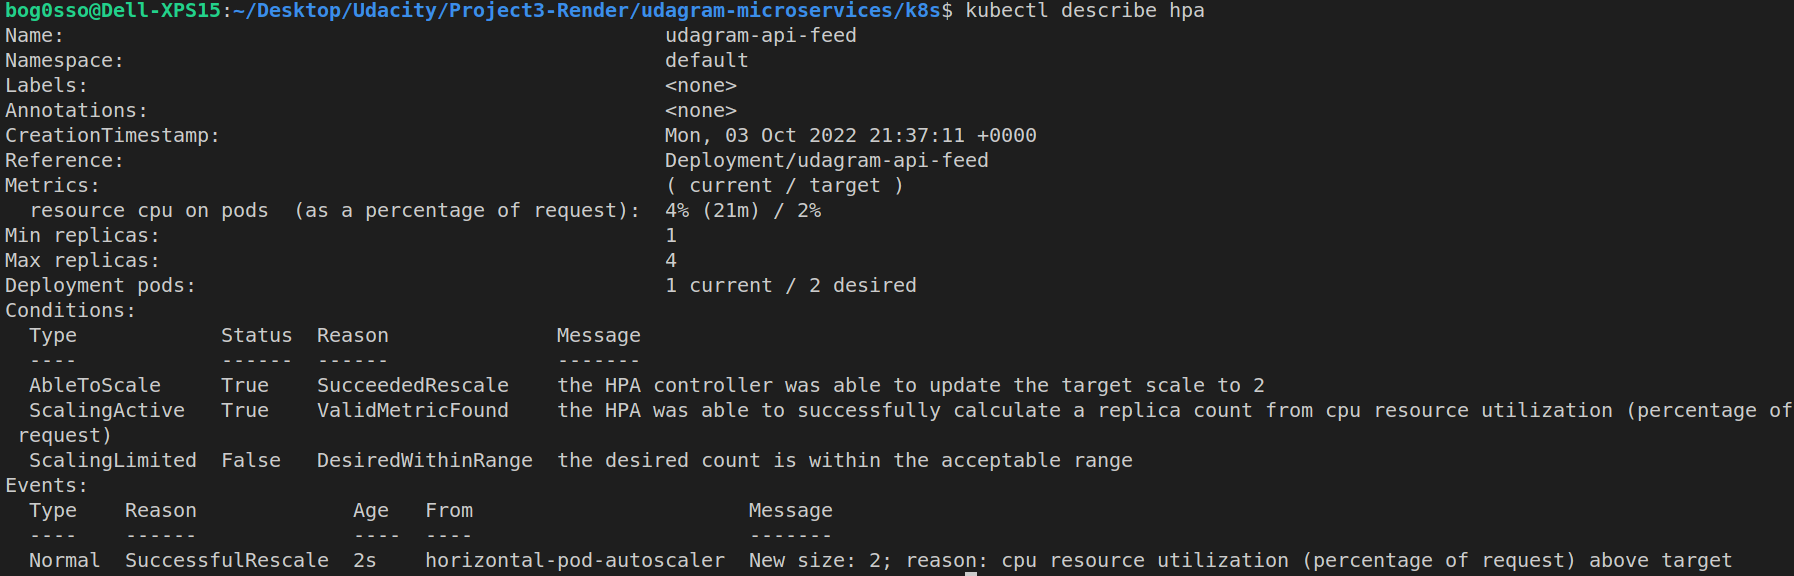 bog0sso@Dell-XPS15:~/Desktop/Udacity/Project3-Render/udagram-microservices/k8s$ kubectl describe hpa
Name:                                                  udagram-api-feed
Namespace:                                             default
Labels:                                                <none>
Annotations:                                           <none>
CreationTimestamp:                                     Mon, 03 Oct 2022 21:37:11 +0000
Reference:                                             Deployment/udagram-api-feed
Metrics:                                               ( current / target )
  resource cpu on pods  (as a percentage of request):  4% (21m) / 2%
Min replicas:                                          1
Max replicas:                                          4
Deployment pods:                                       1 current / 2 desired
Conditions:
  Type            Status  Reason              Message
  ----            ------  ------              -------
  AbleToScale     True    SucceededRescale    the HPA controller was able to update the target scale to 2
  ScalingActive   True    ValidMetricFound    the HPA was able to successfully calculate a replica count from cpu resource utilization (percentage of
 request)
  ScalingLimited  False   DesiredWithinRange  the desired count is within the acceptable range
Events:
  Type    Reason             Age   From                       Message
  ----    ------             ----  ----                       -------
  Normal  SuccessfulRescale  2s    horizontal-pod-autoscaler  New size: 2; reason: cpu resource utilization (percentage of request) above target